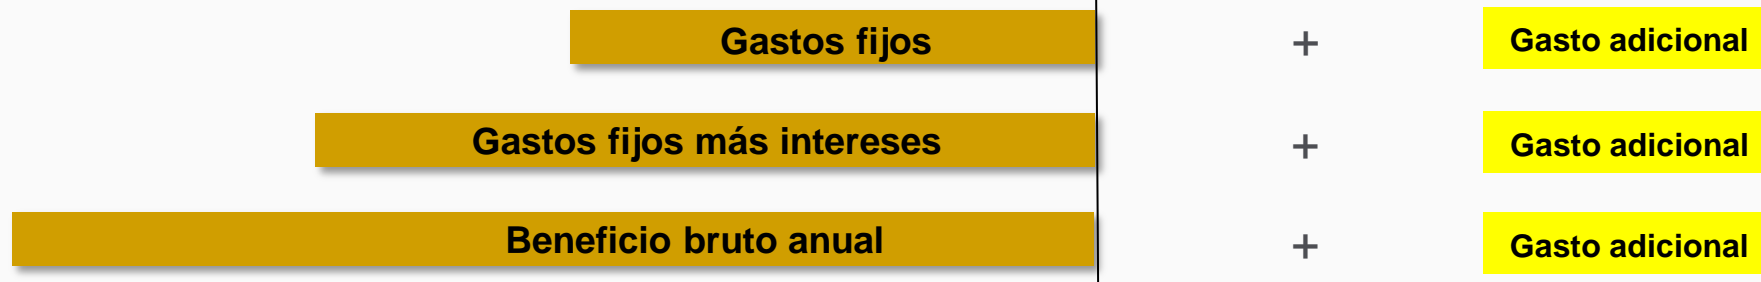 Gastos fijos + Gasto adicional
Gastos fijos más intereses + Gasto adicional
Beneficio bruto anual + Gasto adicional